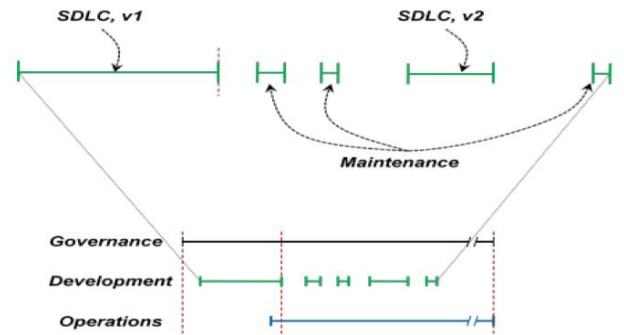 SDLC, v1
SDLC, v2
Maintenance
Governance
Development
Operations